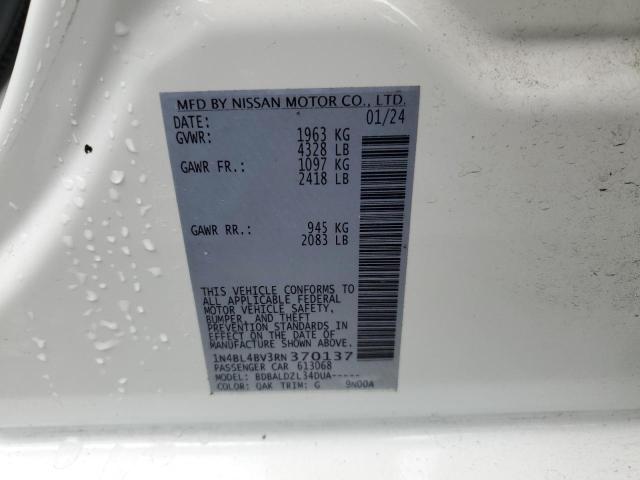 MFD BY NISSAN MOTOR CO., LTD.
DATE: 01/24
GVWR: 1963 KG
4328 LB
GAWR FR.: 1097 KG
2418 LB
GAWR RR.: 945 KG
2083 LB
THIS VEHICLE CONFORMS TO
ALL APPLICABLE FEDERAL
MOTOR VEHICLE SAFETY,
BUMPER, AND THEFT
PREVENTION STANDARDS IN
EFFECT ON THE DATE OF
MANUFACTURE SHOWN ABOVE.
1N4BL4BV3RN370137
PASSENGER CAR 613068
MODEL: BDBALDZL34DUA-----
COLOR: QAK TRIM: G 9N00A